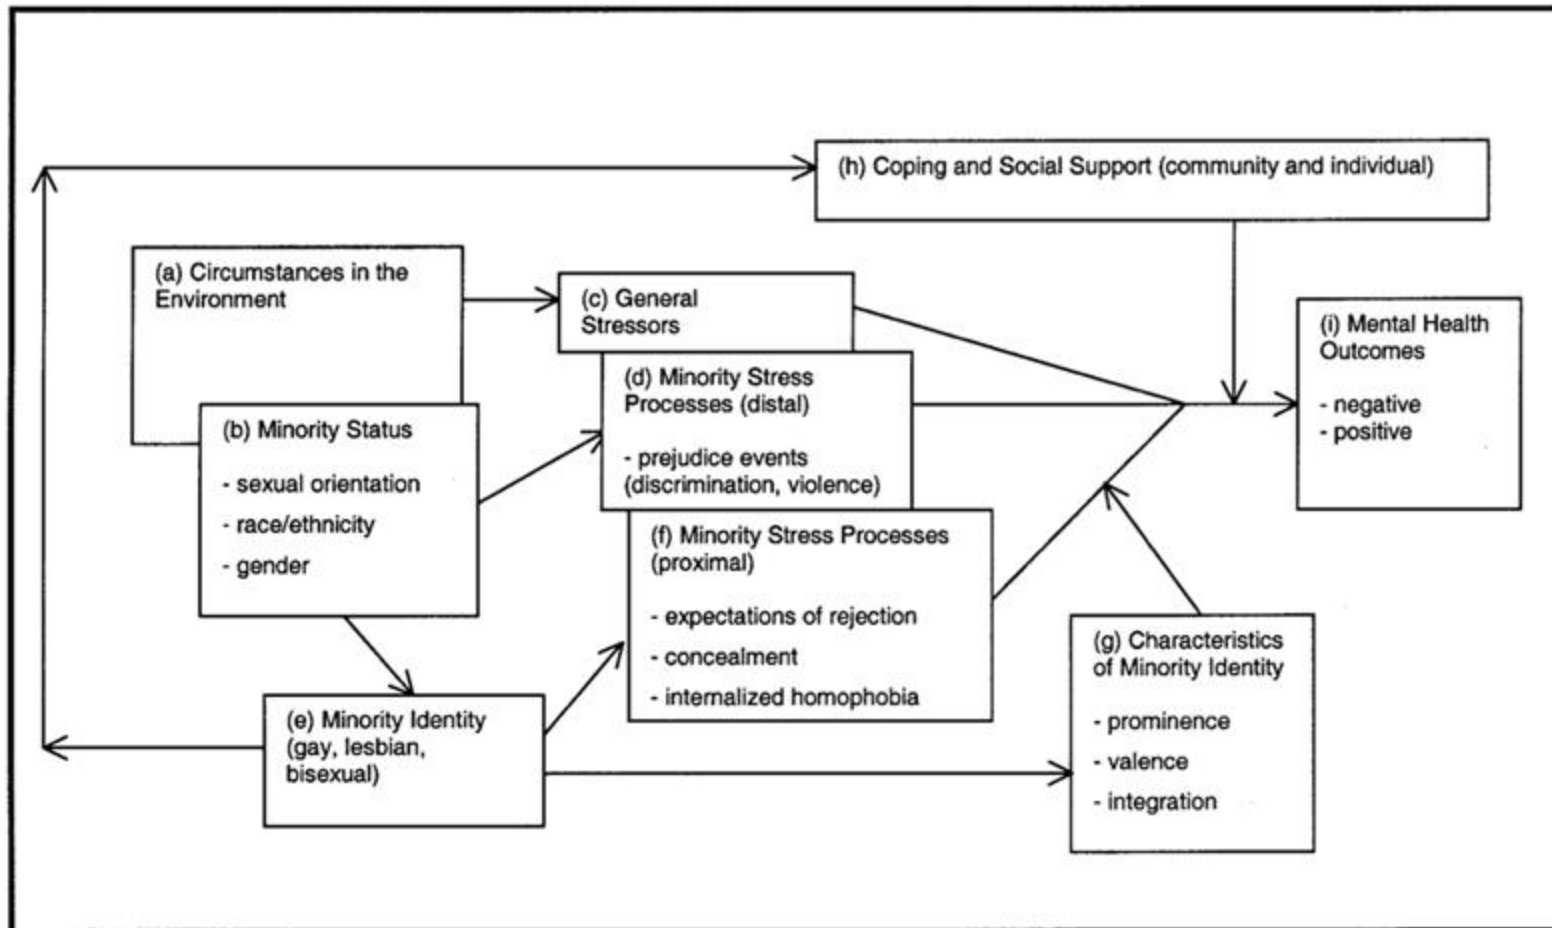 (h) Coping and Social Support (community and individual)
(a) Circumstances in the
Environment
(c) General
Stressors
(i) Mental Health
Outcomes
- negative
- positive
(d) Minority Stress
Processes (distal)
- prejudice events
(discrimination, violence)
(b) Minority Status
- sexual orientation
- race/ethnicity
- gender
(f) Minority Stress Processes
(proximal)
- expectations of rejection
- concealment
- internalized homophobia
(g) Characteristics
of Minority Identity
- prominence
- valence
- integration
(e) Minority Identity
(gay, lesbian,
bisexual)